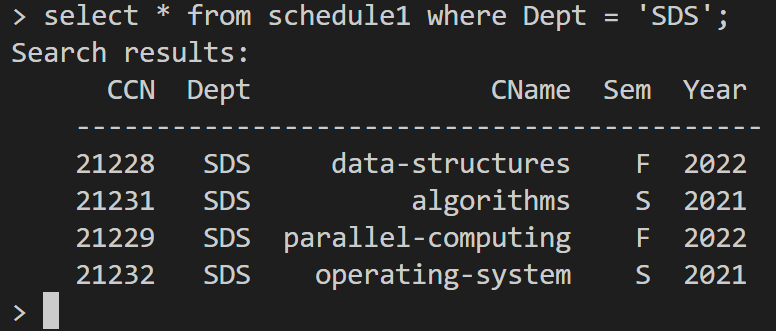 > select * from schedule1 where Dept = 'SDS';
Search results:
CCN Dept CName Sem Year
---------------------------------------------
21228 SDS data-structures F 2022
21231 SDS algorithms S 2021
21229 SDS parallel-computing F 2022
21232 SDS operating-system S 2021
>